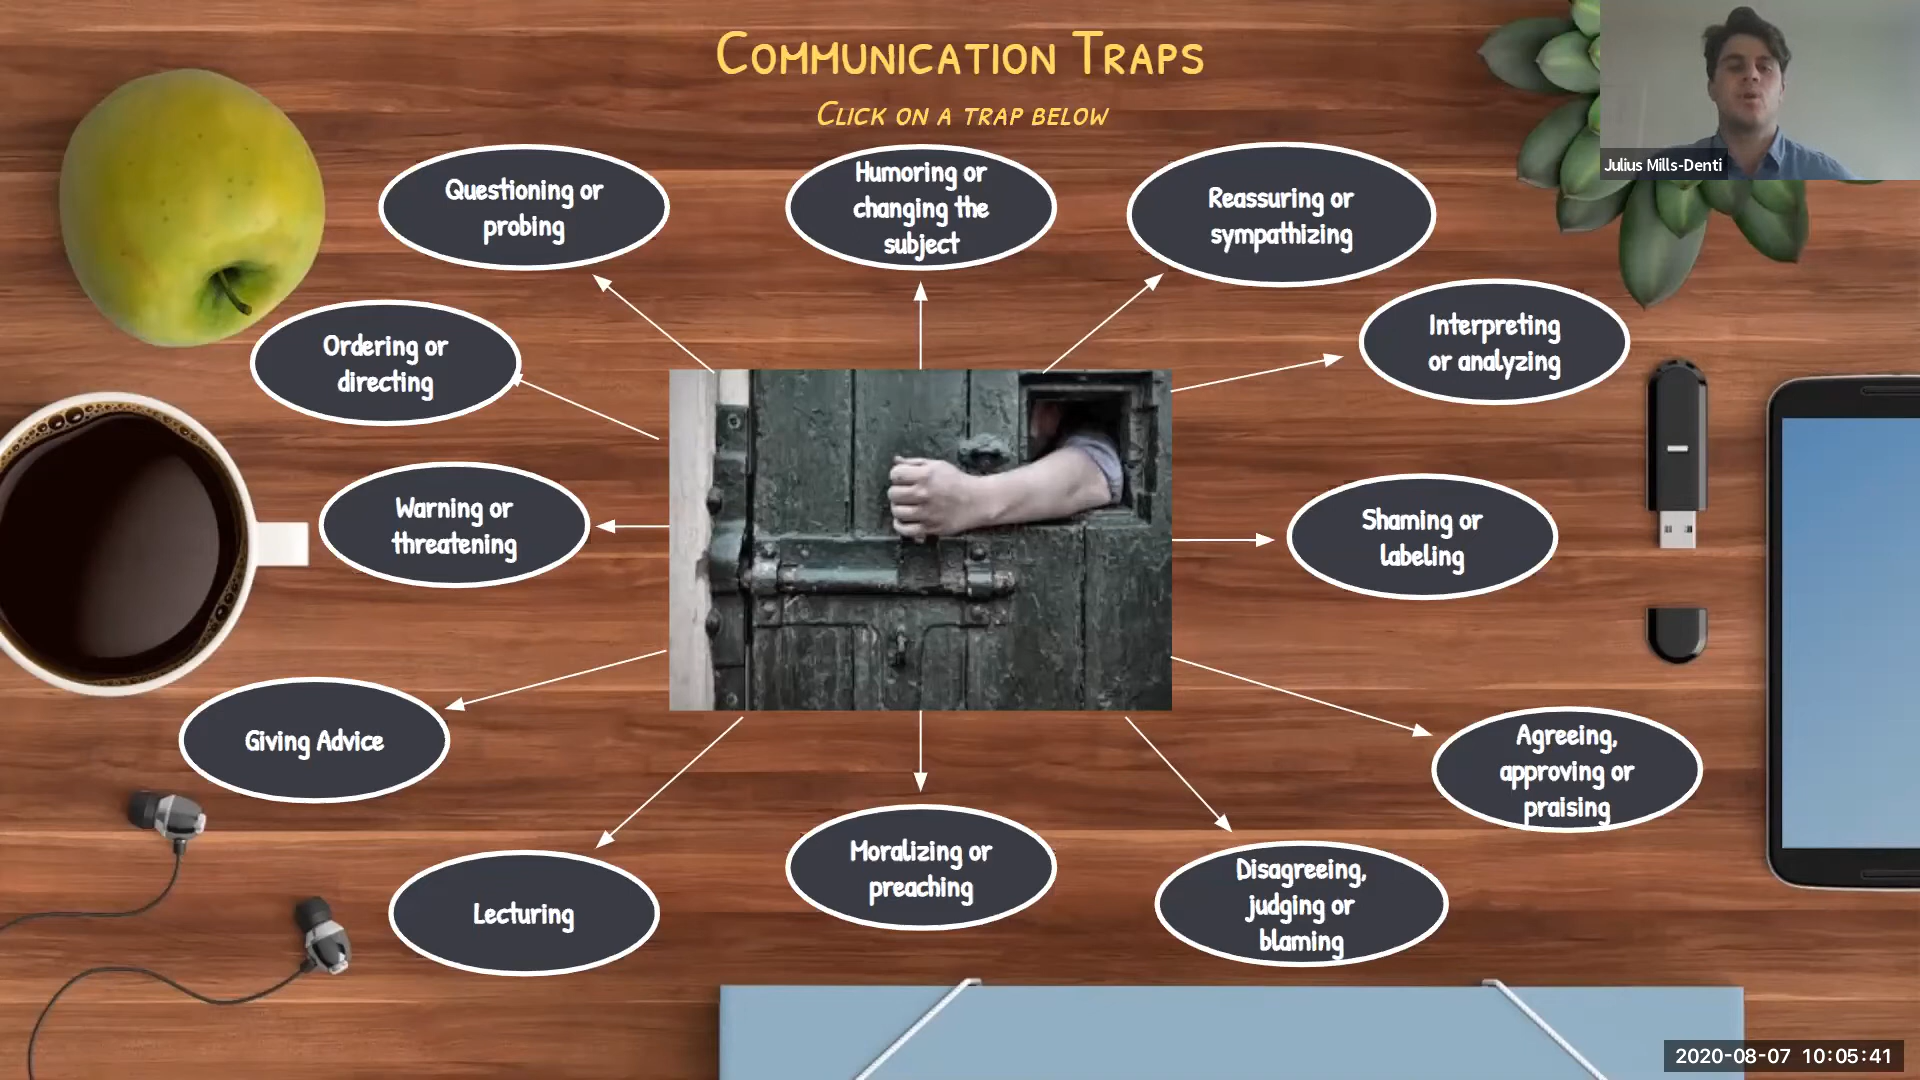 Communication Traps
Click on a trap below
Julius Mills-Denti
Questioning or
probing
Humoring or
changing the
subject
Reassuring or
sympathizing
Ordering or
directing
Interpreting
or analyzing
Warning or
threatening
Shaming or
labeling
Giving Advice
Agreeing,
approving or
praising
Lecturing
Moralizing or
preaching
Disagreeing,
judging or
blaming
2020-08-07 10:05:41